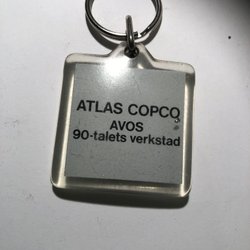 ATLAS COPCO
AVOS
90-talets verkstad